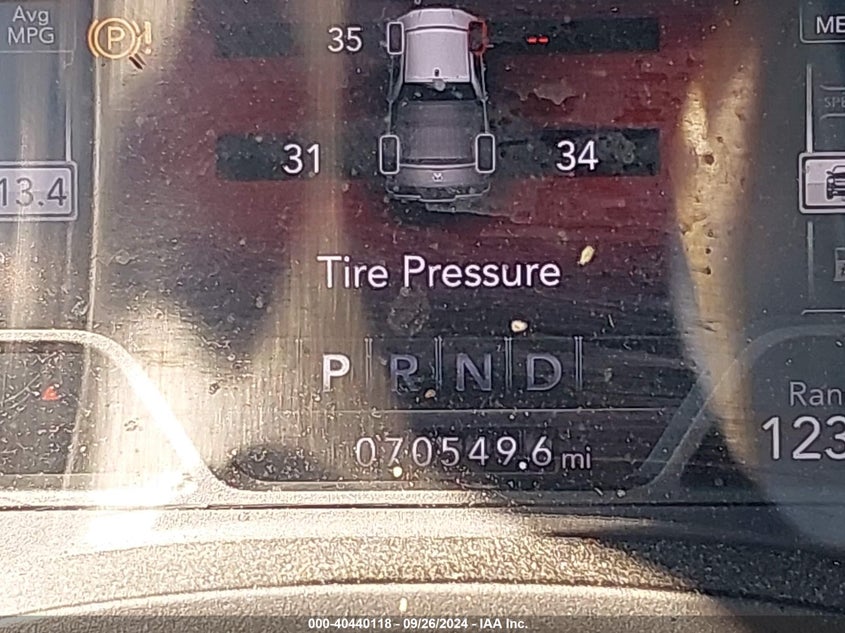 Avg
MPG
P !
35 --
31 34
13.4
Tire Pressure
P R N D
070549.6 mi
Ran
123
ME
SPE
000-40440118 - 09/26/2024 - IAA Inc.